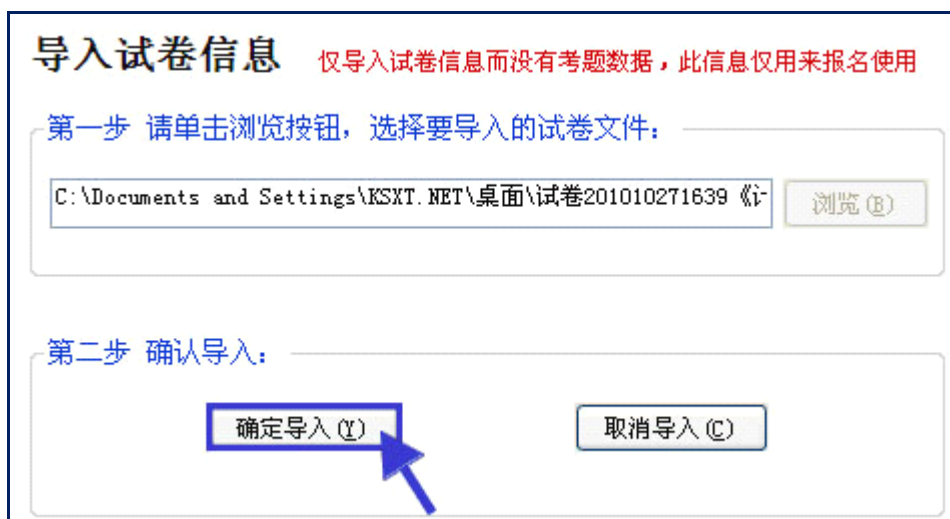 导入试卷信息 仅导入试卷信息而没有考题数据，此信息仅用来报名使用
第一步 请单击浏览按钮，选择要导入的试卷文件：
C:\Documents and Settings\KSXT.NET\桌面\试卷201010271639《计
浏览(B)
第二步 确认导入：
确定导入(Y) 取消导入(C)